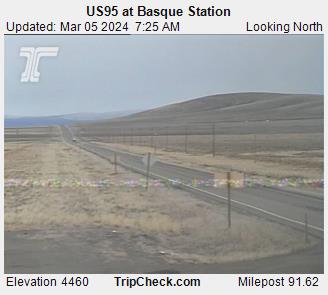 US95 at Basque Station
Updated: Mar 05 2024 7:25 AM Looking North
Elevation 4460 TripCheck.com Milepost 91.62